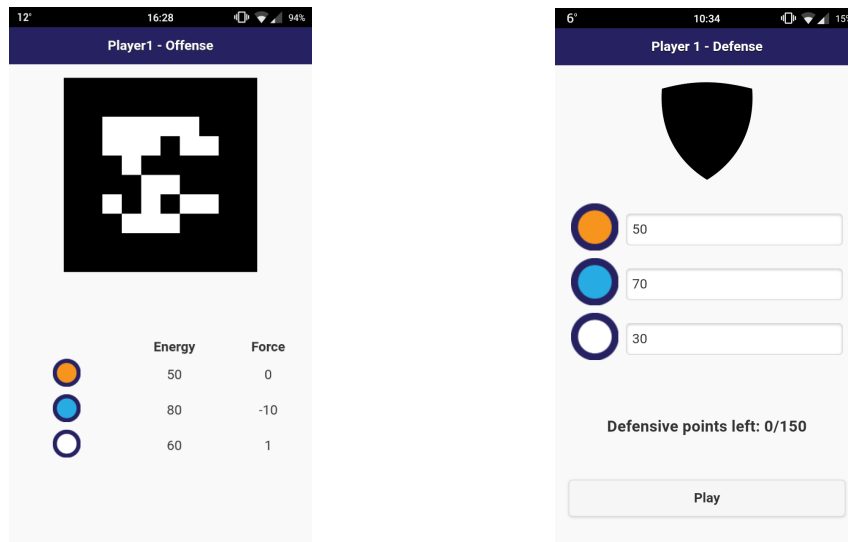 12°
16:28
94%
Player1 - Offense
Energy Force
50 0
80 -10
60 1
6°
10:34
15%
Player 1 - Defense
50
70
30
Defensive points left: 0/150
Play